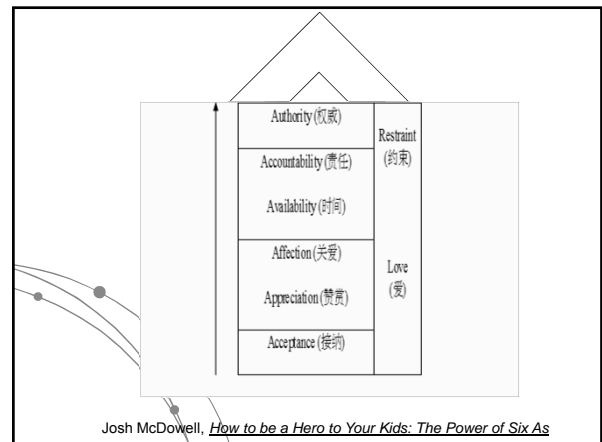 Authority (权威)
Accountability (责任)
Availability (时间)
Affection (关爱)
Appreciation (赞赏)
Acceptance (接纳)
Restraint
(约束)
Love
(爱)
Josh McDowell, How to be a Hero to Your Kids: The Power of Six As